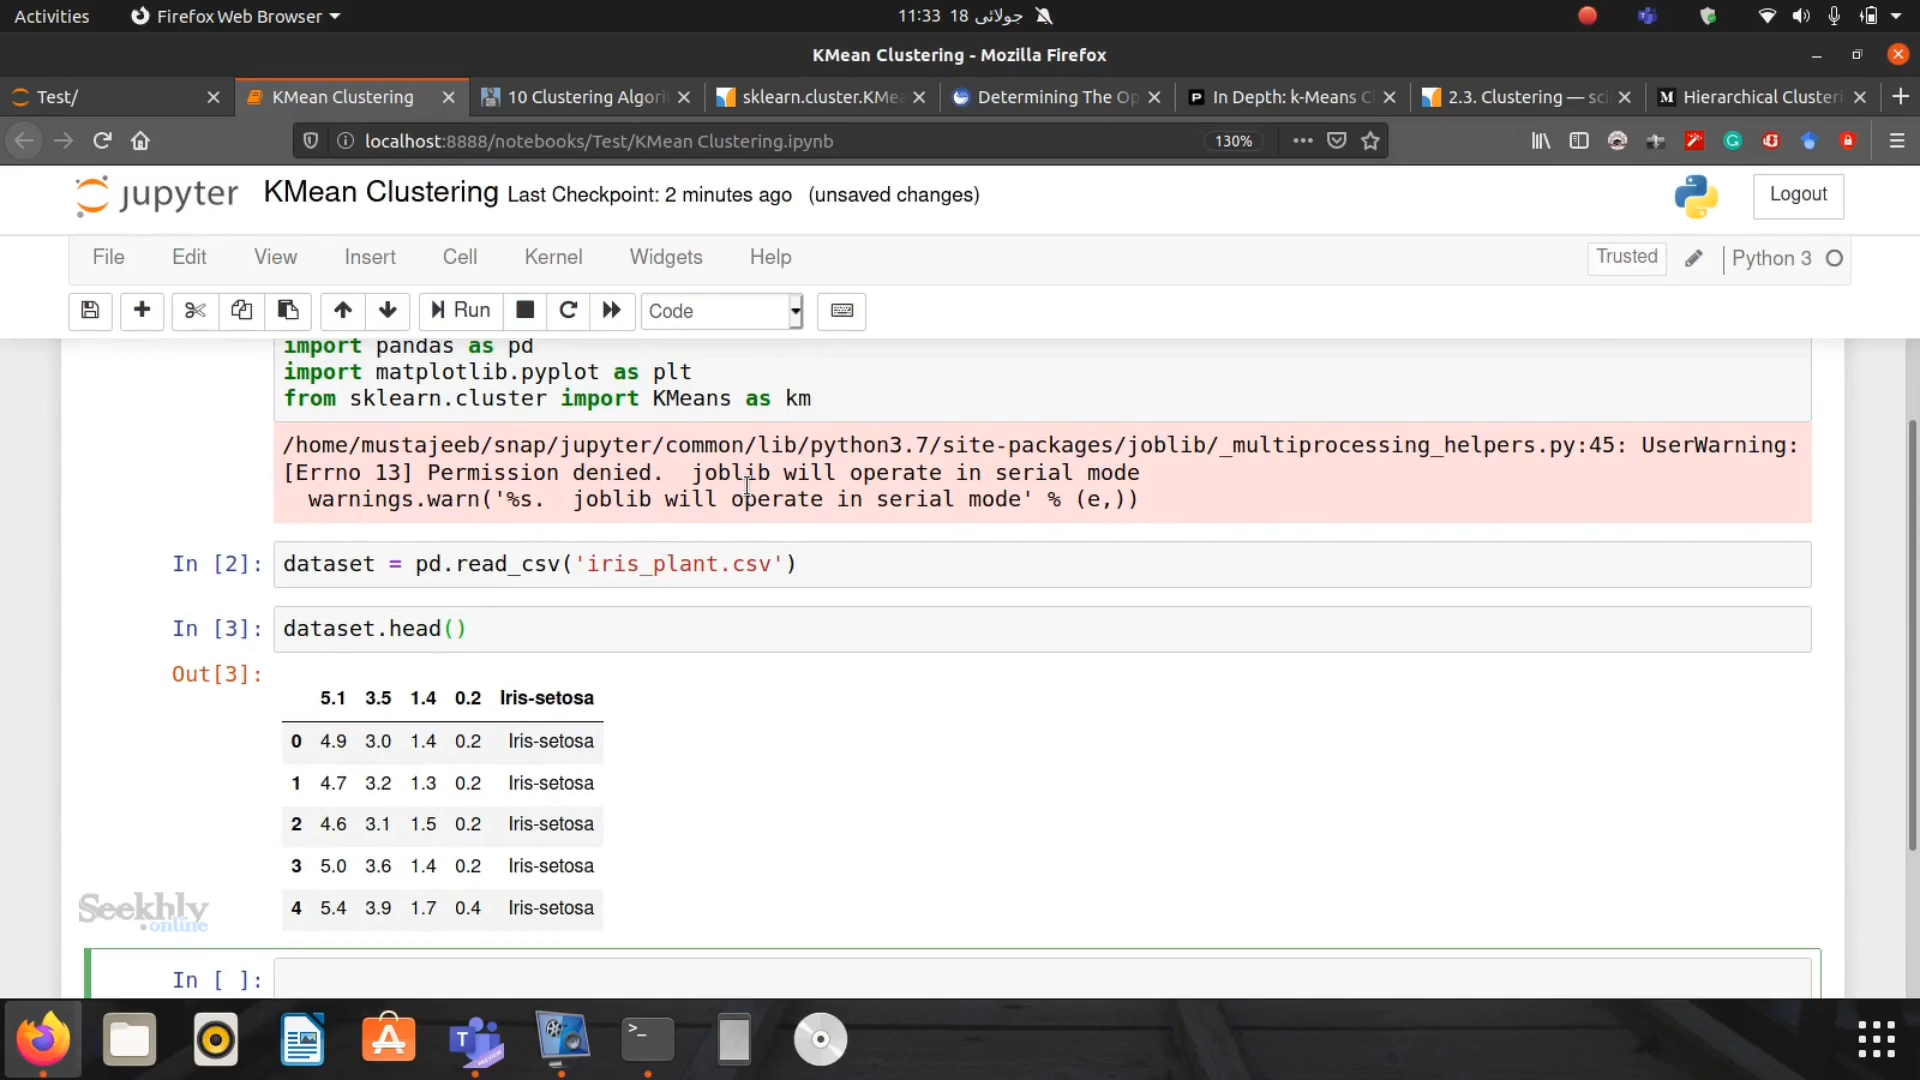 Activities
Firefox Web Browser
11:33 18 جولائی
KMean Clustering - Mozilla Firefox
Test/
KMean Clustering
10 Clustering Algori
sklearn.cluster.KMe
Determining The Op
In Depth: k-Means C
2.3. Clustering — sci
Hierarchical Cluster
localhost:8888/notebooks/Test/KMean Clustering.ipynb
130%
jupyter
KMean Clustering Last Checkpoint: 2 minutes ago (unsaved changes)
Logout
File Edit View Insert Cell Kernel Widgets Help
Trusted
Python 3
Run
Code
import pandas as pd
import matplotlib.pyplot as plt
from sklearn.cluster import KMeans as km
/home/mustajeeb/snap/jupyter/common/lib/python3.7/site-packages/joblib/_multiprocessing_helpers.py:45: UserWarning:
[Errno 13] Permission denied.  joblib will operate in serial mode
  warnings.warn('%s.  joblib will operate in serial mode' % (e,))
In [2]: dataset = pd.read_csv('iris_plant.csv')
In [3]: dataset.head()
Out[3]:
5.1 3.5 1.4 0.2 Iris-setosa
0 4.9 3.0 1.4 0.2 Iris-setosa
1 4.7 3.2 1.3 0.2 Iris-setosa
2 4.6 3.1 1.5 0.2 Iris-setosa
3 5.0 3.6 1.4 0.2 Iris-setosa
4 5.4 3.9 1.7 0.4 Iris-setosa
Seekhly
.online
In [ ]: